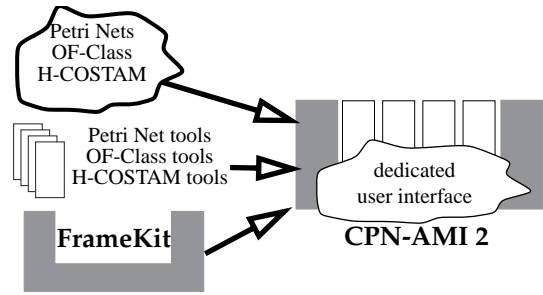 Petri Nets
OF-Class
H-COSTAM
Petri Net tools
OF-Class tools
H-COSTAM tools
dedicated
user interface
FrameKit
CPN-AMI 2